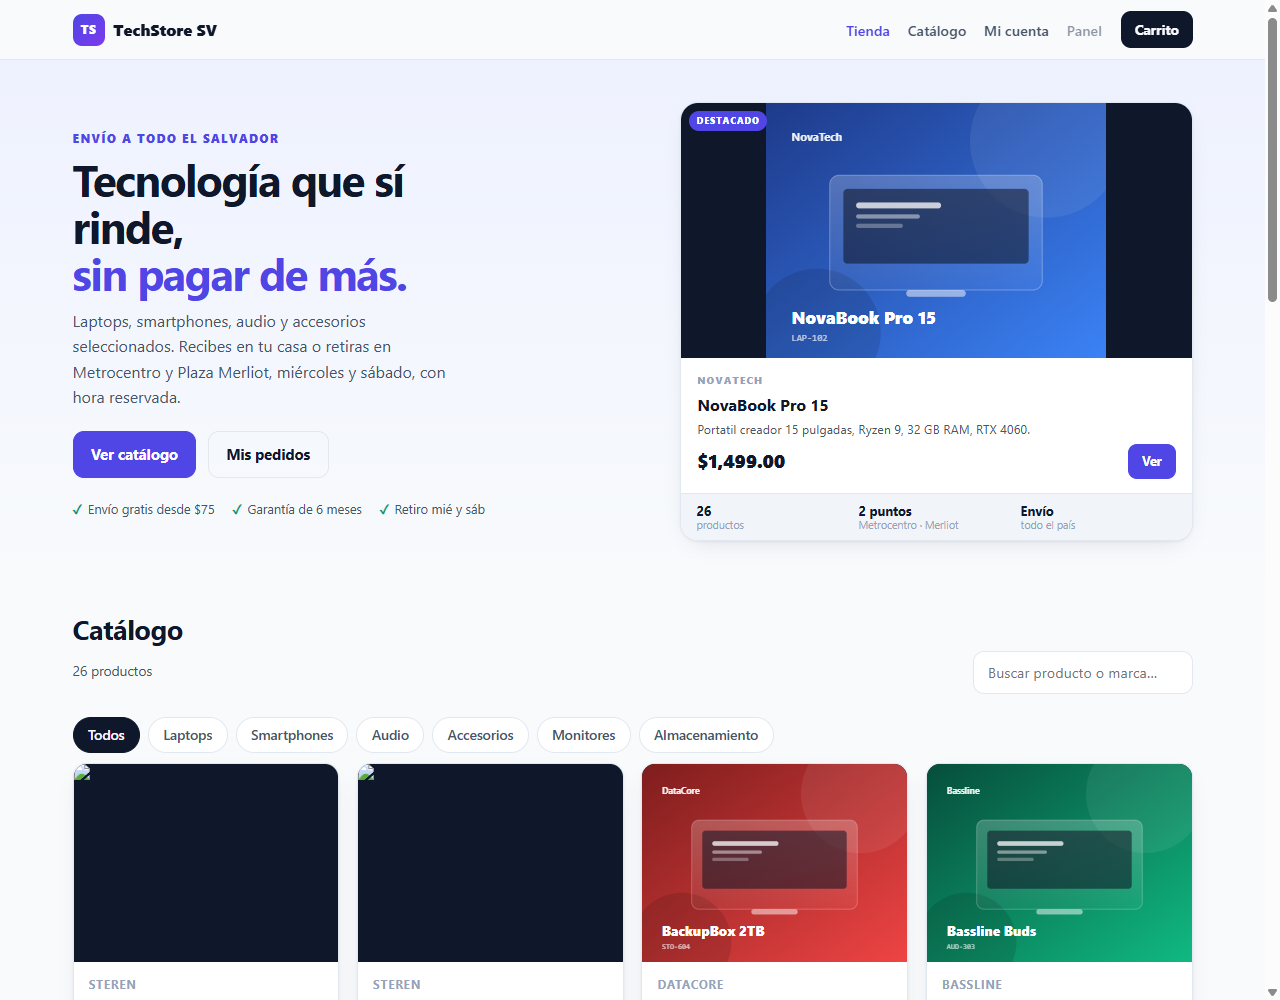 TS TechStore SV
Tienda Catálogo Mi cuenta Panel Carrito
ENVÍO A TODO EL SALVADOR
Tecnología que sí
rinde,
sin pagar de más.
Laptops, smartphones, audio y accesorios
seleccionados. Recibes en tu casa o retiras en
Metrocentro y Plaza Merliot, miércoles y sábado, con
hora reservada.
Ver catálogo Mis pedidos
✓ Envío gratis desde $75 ✓ Garantía de 6 meses ✓ Retiro mié y sáb
DESTACADO
NovaTech
NovaBook Pro 15
LAP-102
NOVATECH
NovaBook Pro 15
Portatil creador 15 pulgadas, Ryzen 9, 32 GB RAM, RTX 4060.
$1,499.00 Ver
26 2 puntos Envío
productos Metrocentro · Merliot todo el país
Catálogo
26 productos
Buscar producto o marca...
Todos Laptops Smartphones Audio Accesorios Monitores Almacenamiento
DataCore Bassline
BackupBox 2TB Bassline Buds
STO-604 AUD-303
STEREN STEREN DATACORE BASSLINE